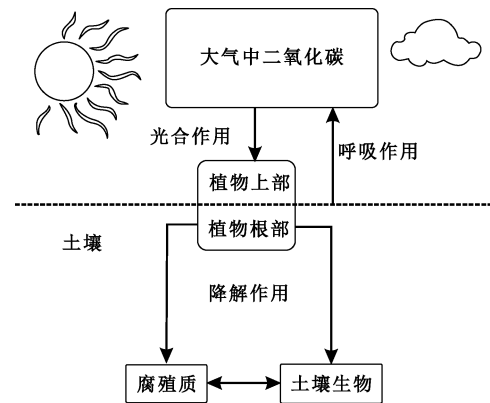 大气中二氧化碳
光合作用
呼吸作用
植物上部
植物根部
土壤
降解作用
腐殖质
土壤生物